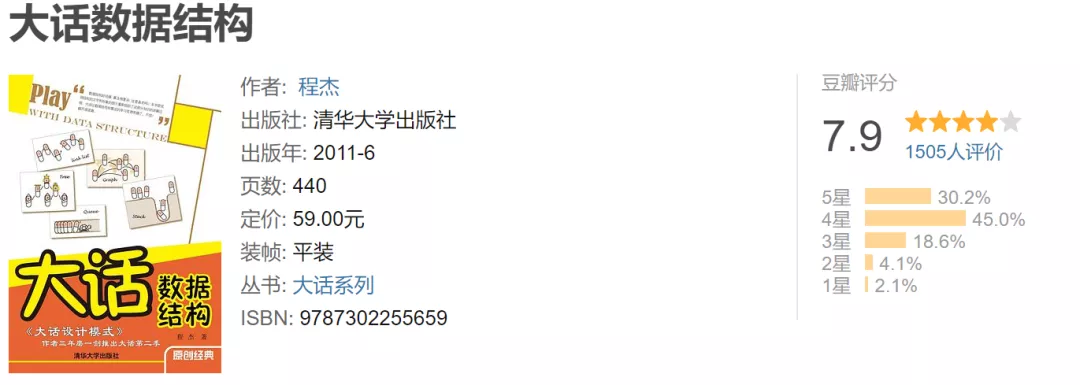 大话数据结构
Play
WITH DATA STRUCTURE
Link list
Tree
Graph
Queue
Stack
大话
数据
结构
《大话设计模式》
作者三年磨一剑推出大话第二季
程 杰 著
清华大学出版社
原创经典
作者: 程杰
出版社: 清华大学出版社
出版年: 2011-6
页数: 440
定价: 59.00元
装帧: 平装
丛书: 大话系列
ISBN: 9787302255659
豆瓣评分
7.9
1505人评价
5星 30.2%
4星 45.0%
3星 18.6%
2星 4.1%
1星 2.1%